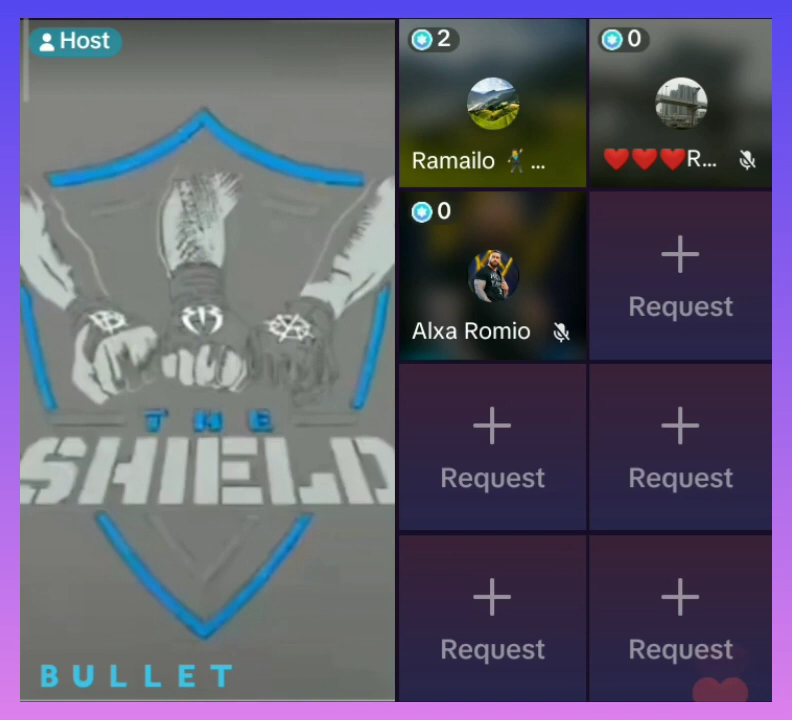 Host
THE
SHIELD
BULLET
2
Ramailo 🧍...
0
❤️❤️❤️R...
0
Alxa Romio
Request
Request
Request
Request
Request